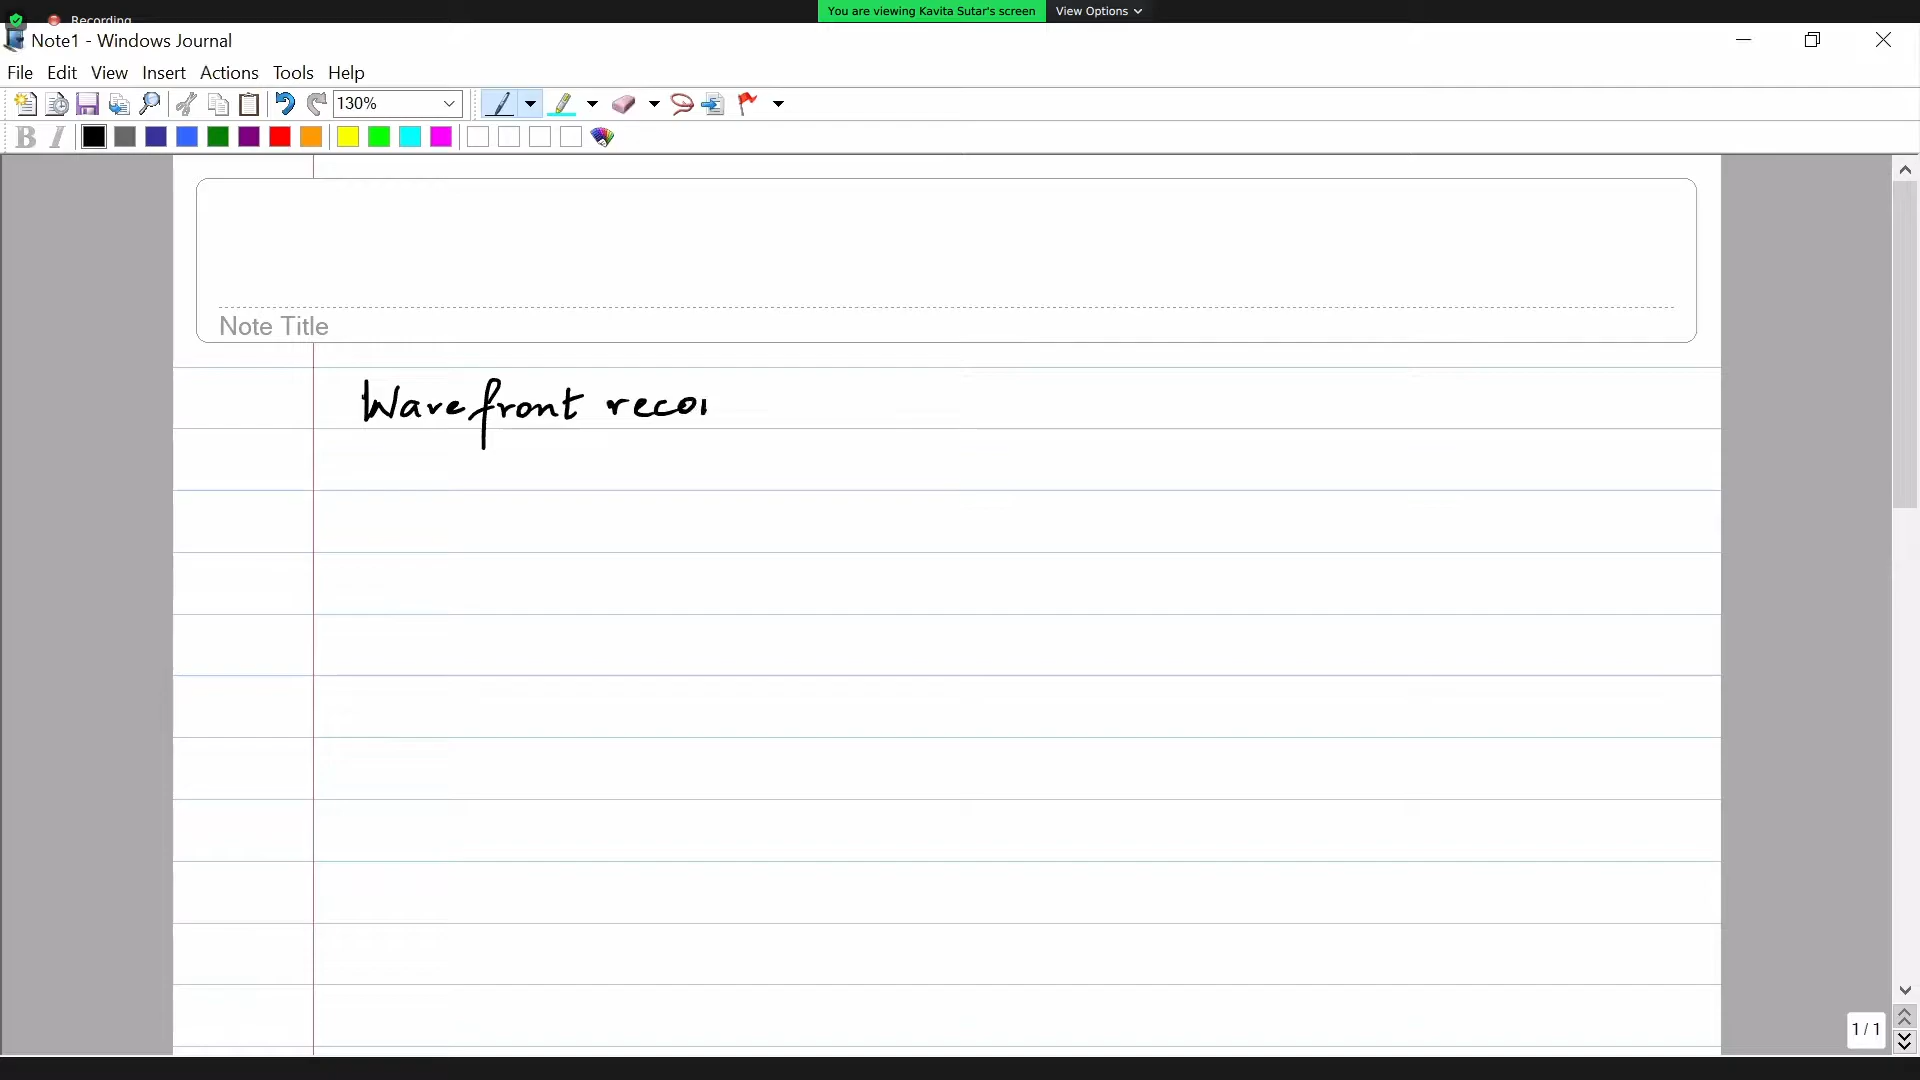 Recording
You are viewing Kavita Sutar's screen
View Options
Note1 - Windows Journal
File Edit View Insert Actions Tools Help
130%
B I
Note Title
Wavefront recor
1 / 1